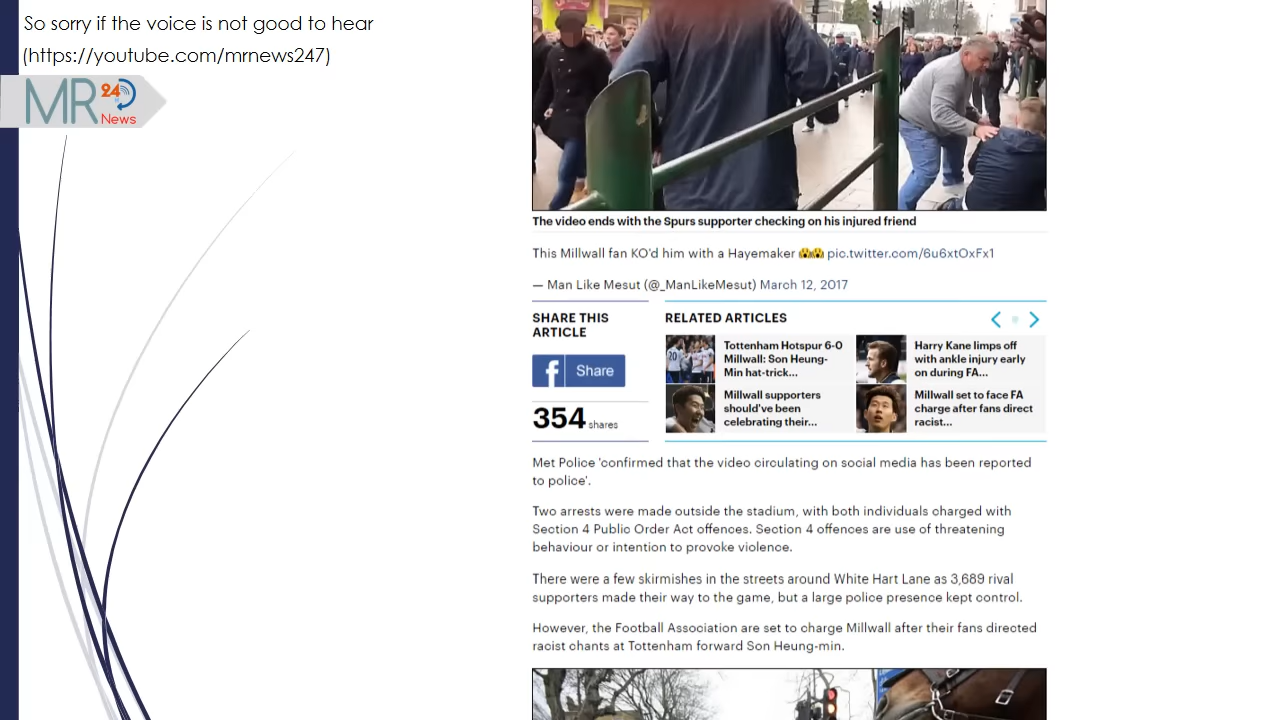 So sorry if the voice is not good to hear
(https://youtube.com/mrnews247)
MR 24
News
The video ends with the Spurs supporter checking on his injured friend
This Millwall fan KO'd him with a Hayemaker 😱😱 pic.twitter.com/6u6xtOxFx1
— Man Like Mesut (@_ManLikeMesut) March 12, 2017
SHARE THIS
ARTICLE
f Share
354 shares
RELATED ARTICLES
Tottenham Hotspur 6-0
Millwall: Son Heung-
Min hat-trick...
Harry Kane limps off
with ankle injury early
on during FA...
Millwall supporters
should've been
celebrating their...
Millwall set to face FA
charge after fans direct
racist...
Met Police 'confirmed that the video circulating on social media has been reported
to police'.
Two arrests were made outside the stadium, with both individuals charged with
Section 4 Public Order Act offences. Section 4 offences are use of threatening
behaviour or intention to provoke violence.
There were a few skirmishes in the streets around White Hart Lane as 3,689 rival
supporters made their way to the game, but a large police presence kept control.
However, the Football Association are set to charge Millwall after their fans directed
racist chants at Tottenham forward Son Heung-min.